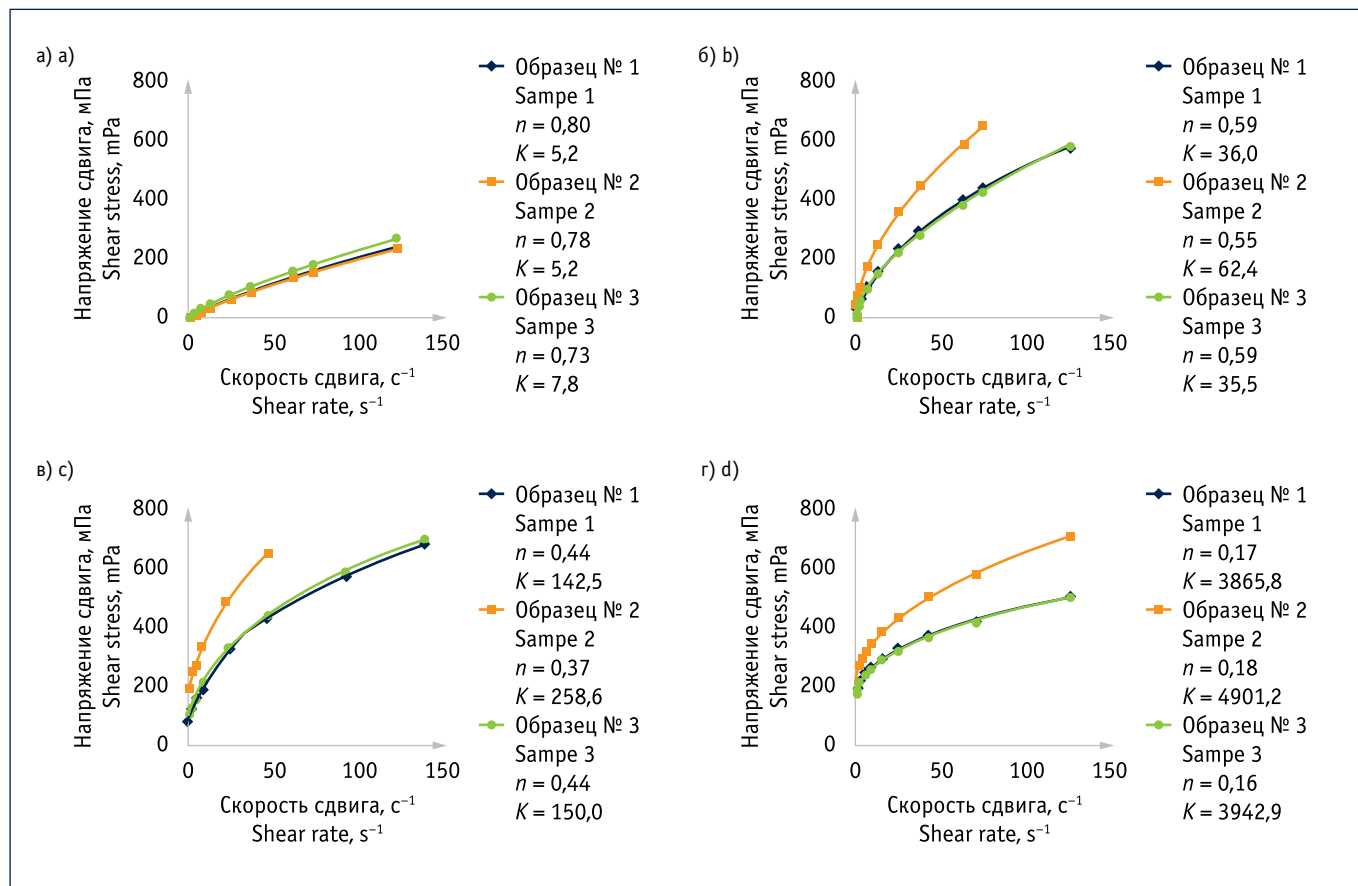 а) a)
Напряжение сдвига, мПа
Shear stress, mPa
800
600
400
200
0
0 50 100 150
Скорость сдвига, с⁻¹
Shear rate, s⁻¹
Образец № 1
Sampe 1
n = 0,80
K = 5,2
Образец № 2
Sampe 2
n = 0,78
K = 5,2
Образец № 3
Sampe 3
n = 0,73
K = 7,8
б) b)
Напряжение сдвига, мПа
Shear stress, mPa
800
600
400
200
0
0 50 100 150
Скорость сдвига, с⁻¹
Shear rate, s⁻¹
Образец № 1
Sampe 1
n = 0,59
K = 36,0
Образец № 2
Sampe 2
n = 0,55
K = 62,4
Образец № 3
Sampe 3
n = 0,59
K = 35,5
в) c)
Напряжение сдвига, мПа
Shear stress, mPa
800
600
400
200
0
0 50 100 150
Скорость сдвига, с⁻¹
Shear rate, s⁻¹
Образец № 1
Sampe 1
n = 0,44
K = 142,5
Образец № 2
Sampe 2
n = 0,37
K = 258,6
Образец № 3
Sampe 3
n = 0,44
K = 150,0
г) d)
Напряжение сдвига, мПа
Shear stress, mPa
800
600
400
200
0
0 50 100 150
Скорость сдвига, с⁻¹
Shear rate, s⁻¹
Образец № 1
Sampe 1
n = 0,17
K = 3865,8
Образец № 2
Sampe 2
n = 0,18
K = 4901,2
Образец № 3
Sampe 3
n = 0,16
K = 3942,9